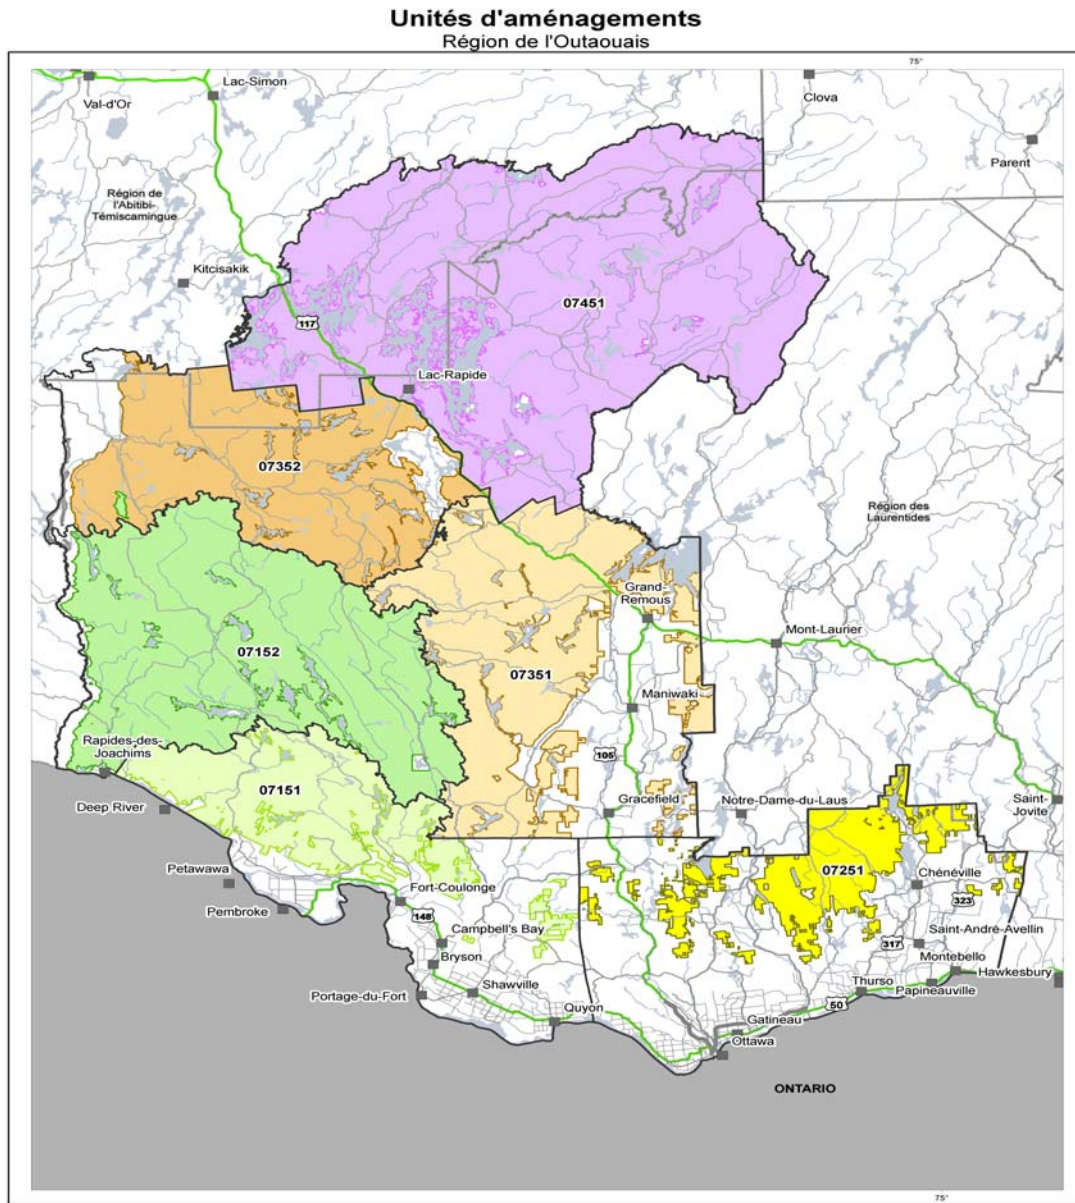 Unités d'aménagements
Région de l'Outaouais
75°
Val-d'Or
Lac-Simon
Clova
Parent
Région de
l'Abitibi-
Témiscamingue
Kitcisakik
07451
117
Lac-Rapide
07352
Région des
Laurentides
Grand-
Remous
Mont-Laurier
07152
07351
Maniwaki
Rapides-des-
Joachims
105
07151
Deep River
Gracefield
Notre-Dame-du-Laus
Saint-
Jovite
Petawawa
07251
Chénéville
Fort-Coulonge
323
Pembroke
148
Campbell's Bay
Saint-André-Avellin
317
Bryson
Montebello
Hawkesbury
Shawville
Thurso
Papineauville
Portage-du-Fort
50
Quyon
Gatineau
Ottawa
ONTARIO
75°